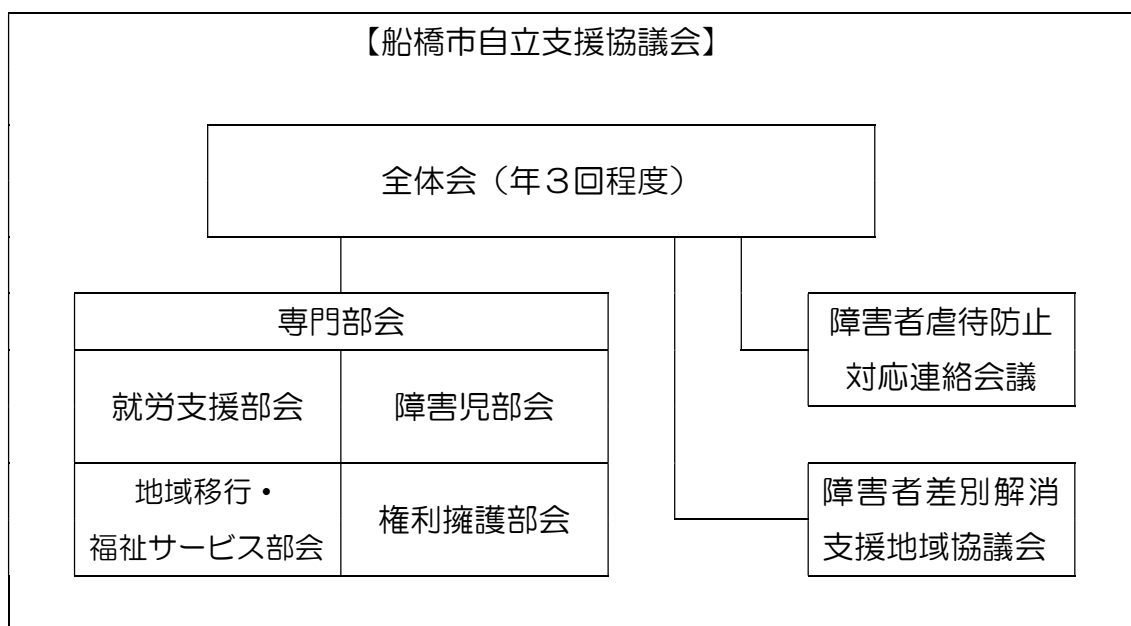 【船橋市自立支援協議会】
全体会（年３回程度）
専門部会
就労支援部会
障害児部会
地域移行・
福祉サービス部会
権利擁護部会
障害者虐待防止
対応連絡会議
障害者差別解消
支援地域協議会